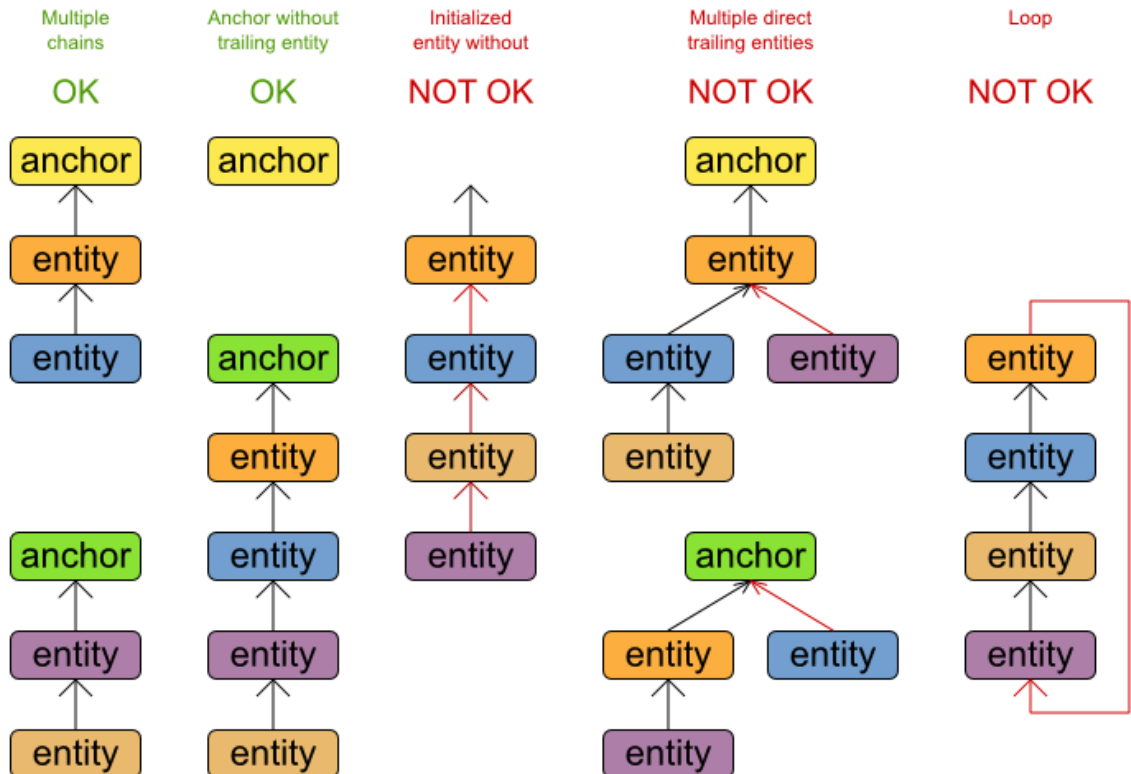 Multiple
chains
OK
anchor
entity
entity
anchor
entity
entity
Anchor without
trailing entity
OK
anchor
anchor
entity
entity
entity
entity
Initialized
entity without
NOT OK
entity
entity
entity
entity
Multiple direct
trailing entities
NOT OK
anchor
entity
entity entity
entity
anchor
entity entity
entity
Loop
NOT OK
entity
entity
entity
entity